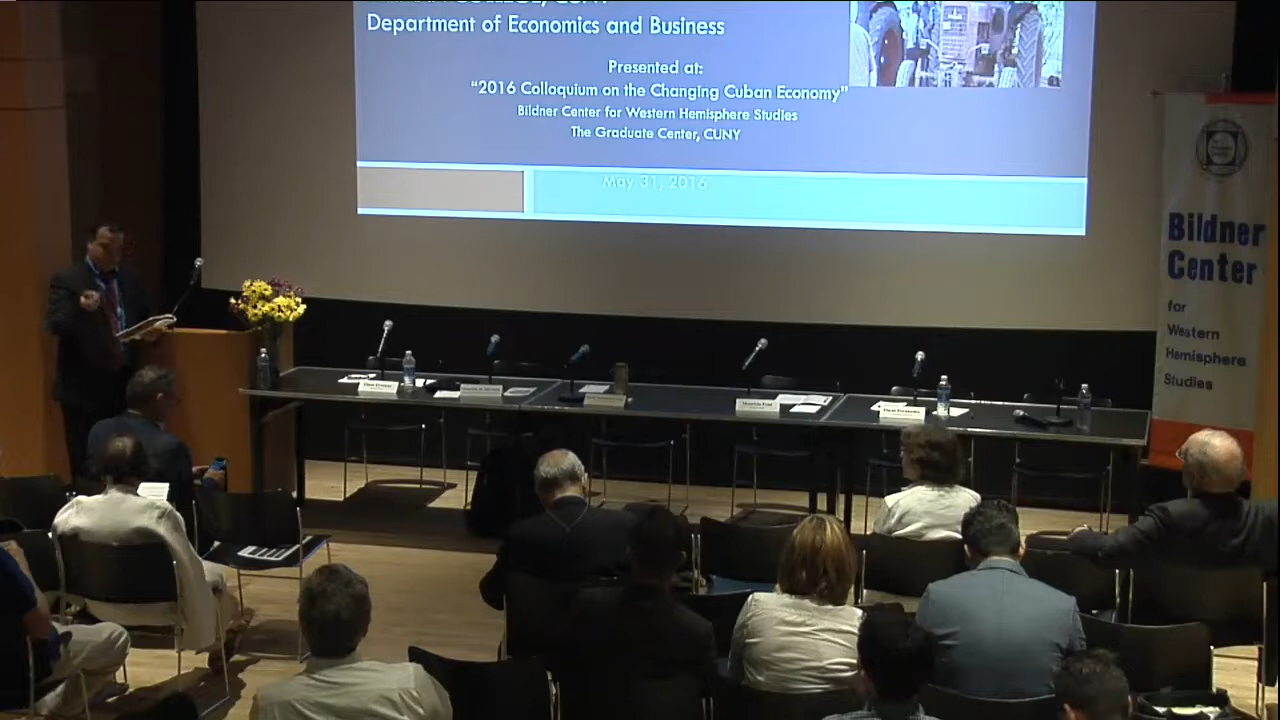 Department of Economics and Business
Presented at:
"2016 Colloquium on the Changing Cuban Economy"
Bildner Center for Western Hemisphere Studies
The Graduate Center, CUNY
May 31, 2016
Bildner
Center
for
Western
Hemisphere
Studies